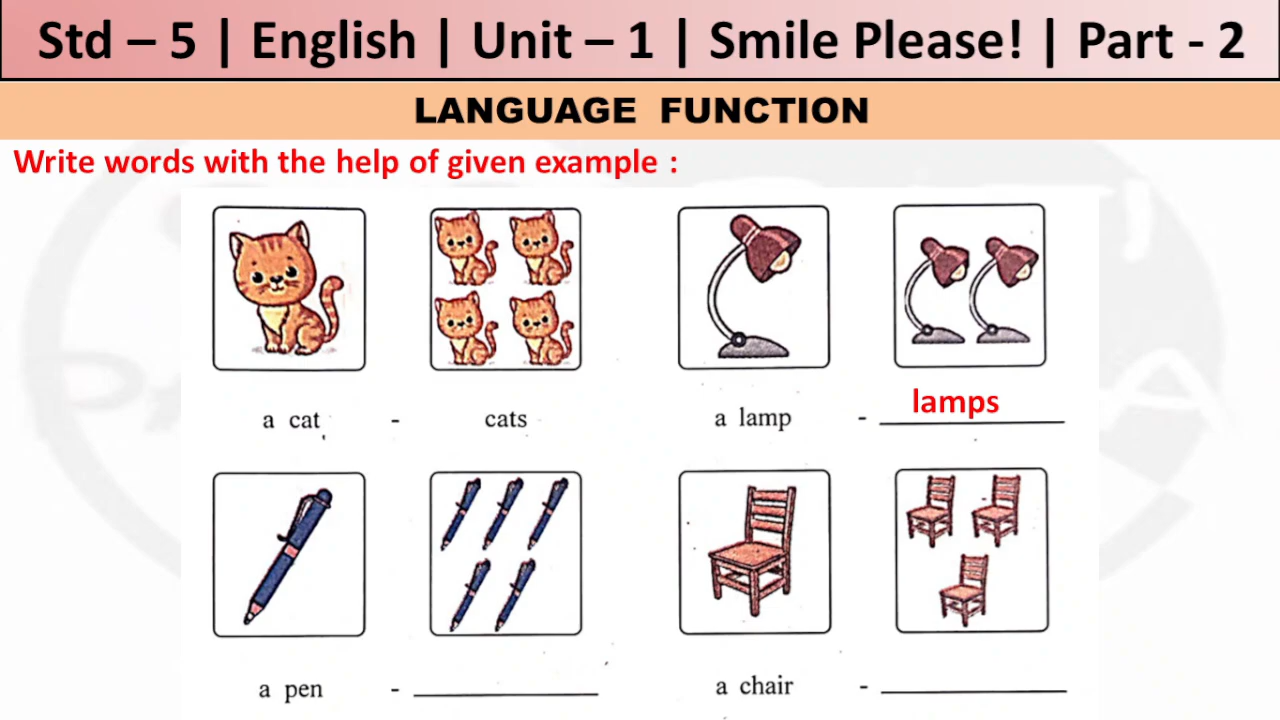 Std – 5 | English | Unit – 1 | Smile Please! | Part - 2
LANGUAGE FUNCTION
Write words with the help of given example :
a cat - cats a lamp - lamps
a pen - a chair -